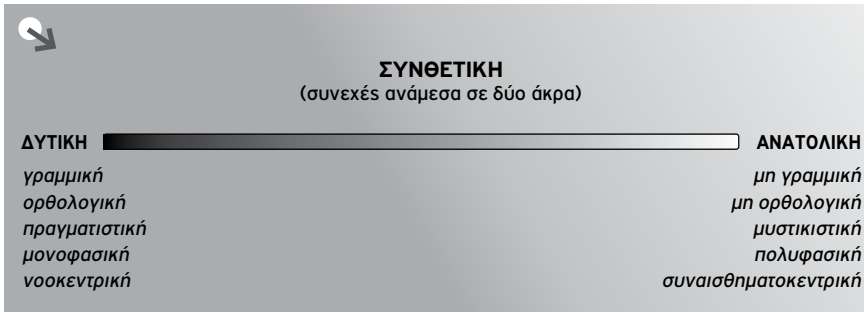 ΣΥΝΘΕΤΙΚΗ
(συνεχές ανάμεσα σε δύο άκρα)
ΔΥΤΙΚΗ ΑΝΑΤΟΛΙΚΗ
γραμμική μη γραμμική
ορθολογική μη ορθολογική
πραγματιστική μυστικιστική
μονοφασική πολυφασική
νοοκεντρική συναισθηματοκεντρική